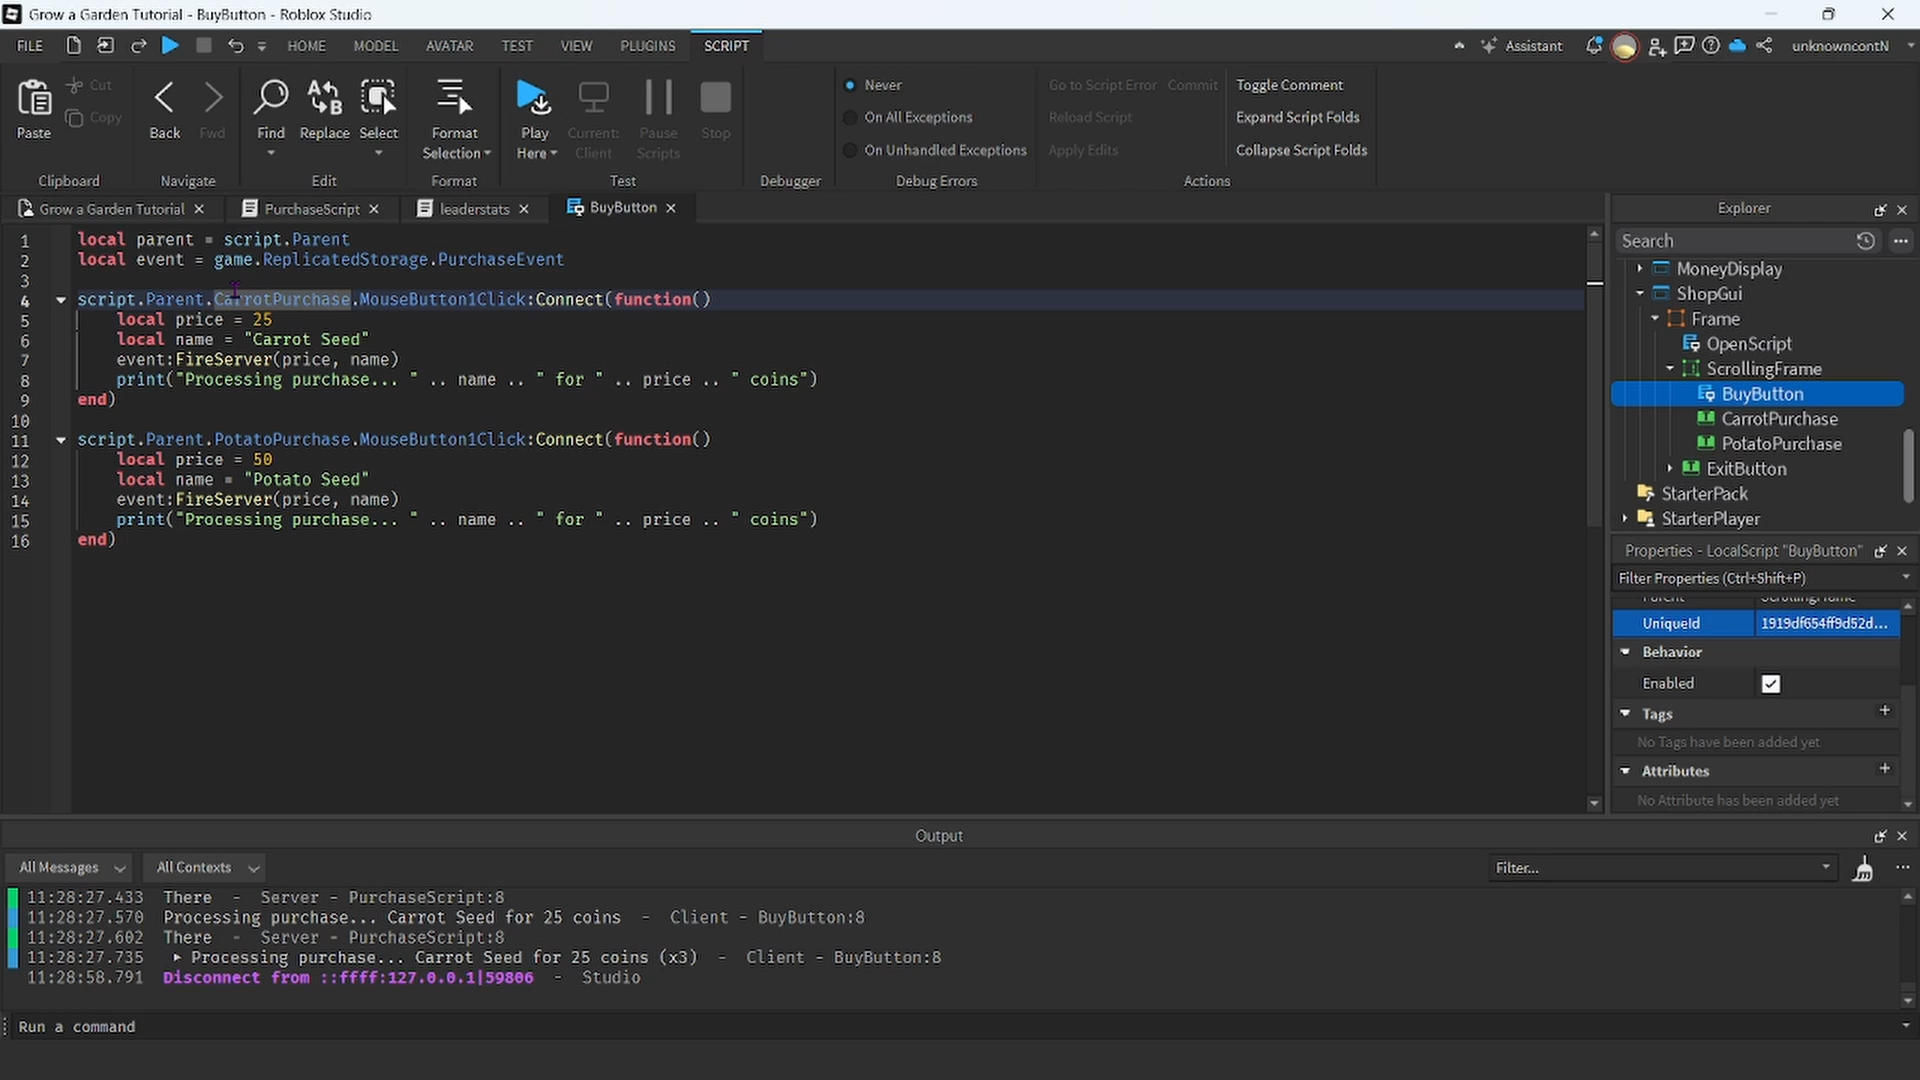 Grow a Garden Tutorial - BuyButton - Roblox Studio
FILE HOME MODEL AVATAR TEST VIEW PLUGINS SCRIPT Assistant unknowncontN
Paste Cut Copy
Clipboard
Back Fwd
Navigate
Find Replace Select
Edit
Format Selection
Format
Play Here Current: Client Pause Scripts Stop
Test
Debugger
Never
On All Exceptions
On Unhandled Exceptions
Debug Errors
Go to Script Error Commit
Reload Script
Apply Edits
Toggle Comment
Expand Script Folds
Collapse Script Folds
Actions
Grow a Garden Tutorial PurchaseScript leaderstats BuyButton
1 local parent = script.Parent
2 local event = game.ReplicatedStorage.PurchaseEvent
3
4 script.Parent.CarrotPurchase.MouseButton1Click:Connect(function()
5 local price = 25
6 local name = "Carrot Seed"
7 event:FireServer(price, name)
8 print("Processing purchase... " .. name .. " for " .. price .. " coins")
9 end)
10
11 script.Parent.PotatoPurchase.MouseButton1Click:Connect(function()
12 local price = 50
13 local name = "Potato Seed"
14 event:FireServer(price, name)
15 print("Processing purchase... " .. name .. " for " .. price .. " coins")
16 end)
Explorer
Search
MoneyDisplay
ShopGui
Frame
OpenScript
ScrollingFrame
BuyButton
CarrotPurchase
PotatoPurchase
ExitButton
StarterPack
StarterPlayer
Properties - LocalScript "BuyButton"
Filter Properties (Ctrl+Shift+P)
Parent ScrollingFrame
UniqueId 1919df654ff9d52d...
Behavior
Enabled
Tags
No Tags have been added yet
Attributes
No Attribute has been added yet
Output
All Messages All Contexts Filter...
11:28:27.433 There - Server - PurchaseScript:8
11:28:27.570 Processing purchase... Carrot Seed for 25 coins - Client - BuyButton:8
11:28:27.602 There - Server - PurchaseScript:8
11:28:27.735 Processing purchase... Carrot Seed for 25 coins (x3) - Client - BuyButton:8
11:28:58.791 Disconnect from ::ffff:127.0.0.1|59806 - Studio
Run a command